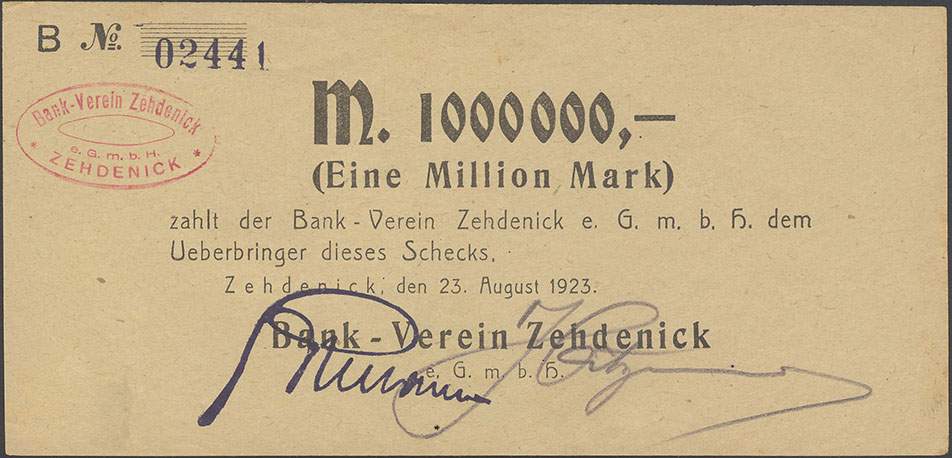 B № 02441
Bank-Verein Zehdenick
e. G. m. b. H.
* ZEHDENICK *
M. 1000000,—
(Eine Million Mark)
zahlt der Bank-Verein Zehdenick e. G. m. b. H. dem
Ueberbringer dieses Schecks.
Zehdenick, den 23. August 1923.
Bank-Verein Zehdenick
e. G. m. b. H.